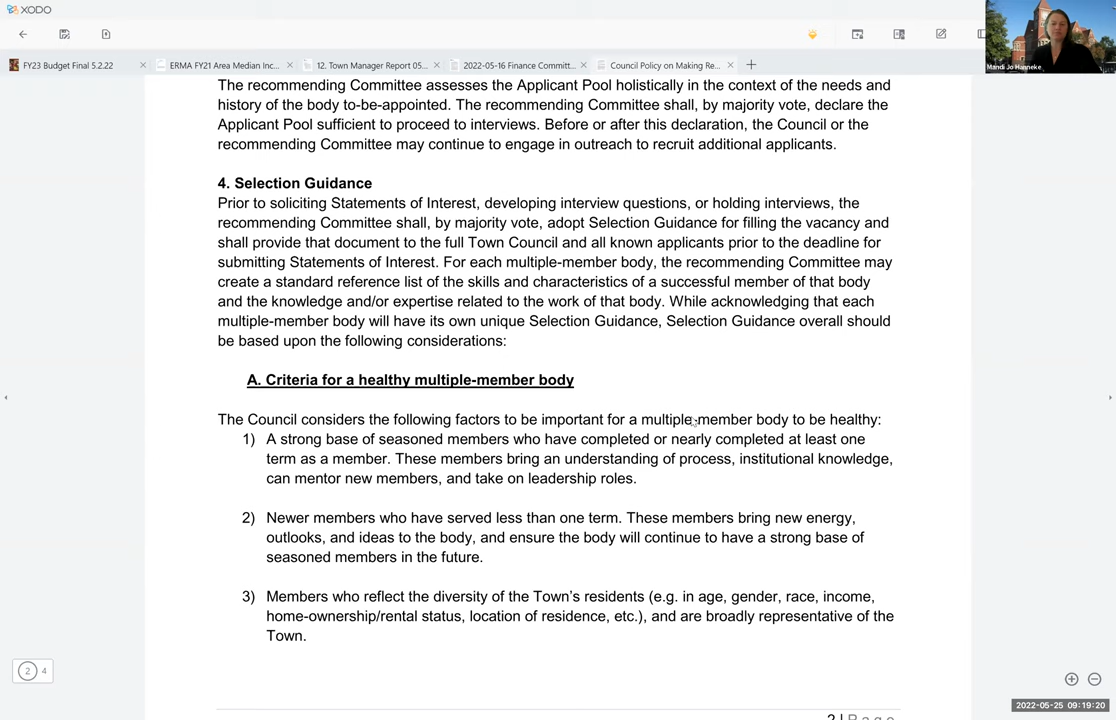 XODO
FY23 Budget Final 5.2.22
ERMA FY21 Area Median Inc...
12. Town Manager Report 05...
2022-05-16 Finance Committ...
Council Policy on Making Re...
Mandi Jo Hanneke
The recommending Committee assesses the Applicant Pool holistically in the context of the needs and
history of the body to-be-appointed. The recommending Committee shall, by majority vote, declare the
Applicant Pool sufficient to proceed to interviews. Before or after this declaration, the Council or the
recommending Committee may continue to engage in outreach to recruit additional applicants.
4. Selection Guidance
Prior to soliciting Statements of Interest, developing interview questions, or holding interviews, the
recommending Committee shall, by majority vote, adopt Selection Guidance for filling the vacancy and
shall provide that document to the full Town Council and all known applicants prior to the deadline for
submitting Statements of Interest. For each multiple-member body, the recommending Committee may
create a standard reference list of the skills and characteristics of a successful member of that body
and the knowledge and/or expertise related to the work of that body. While acknowledging that each
multiple-member body will have its own unique Selection Guidance, Selection Guidance overall should
be based upon the following considerations:
A. Criteria for a healthy multiple-member body
The Council considers the following factors to be important for a multiple-member body to be healthy:
1) A strong base of seasoned members who have completed or nearly completed at least one
term as a member. These members bring an understanding of process, institutional knowledge,
can mentor new members, and take on leadership roles.
2) Newer members who have served less than one term. These members bring new energy,
outlooks, and ideas to the body, and ensure the body will continue to have a strong base of
seasoned members in the future.
3) Members who reflect the diversity of the Town's residents (e.g. in age, gender, race, income,
home-ownership/rental status, location of residence, etc.), and are broadly representative of the
Town.
2 4
2 | Page
2022-05-25 09:19:20